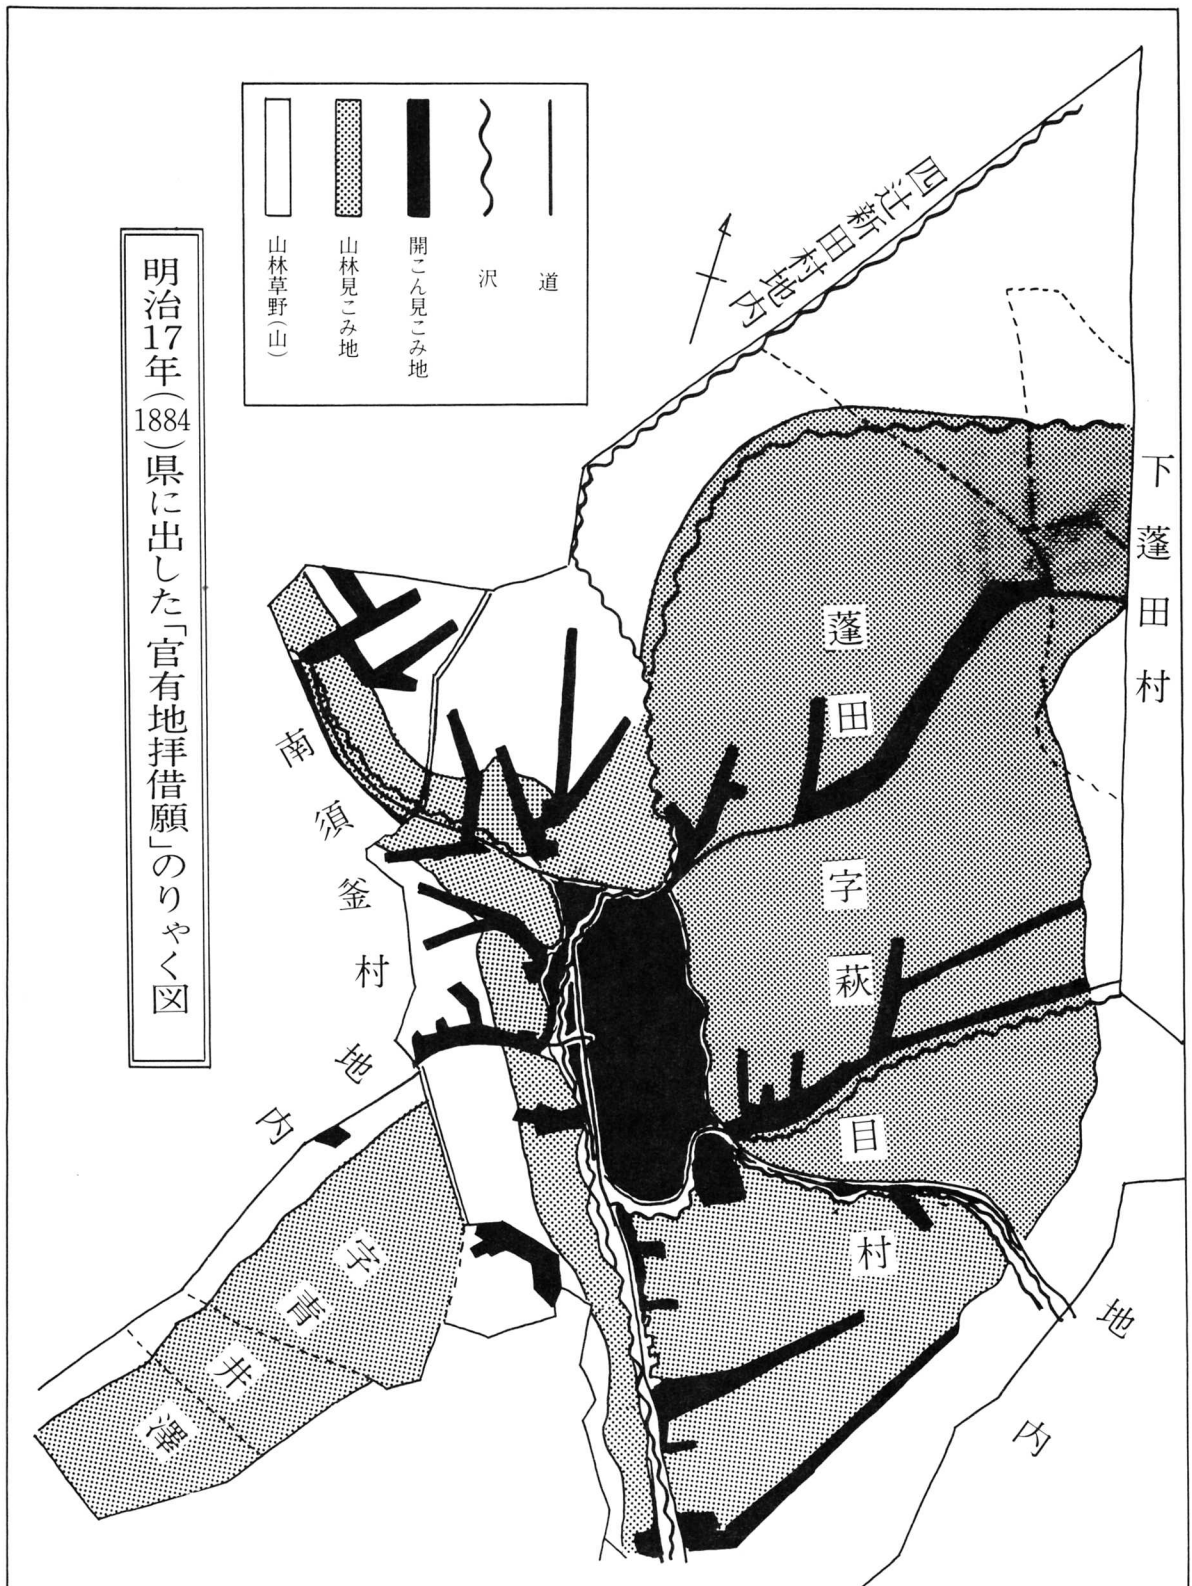 道
沢
開こん見こみ地
山林見こみ地
山林草野（山）
明治17年（1884）県に出した「官有地拝借願」のりゃく図
四辻新田村地内
下蓬田村
地内
蓬田
字萩目村
南須釜村地内
字青井澤